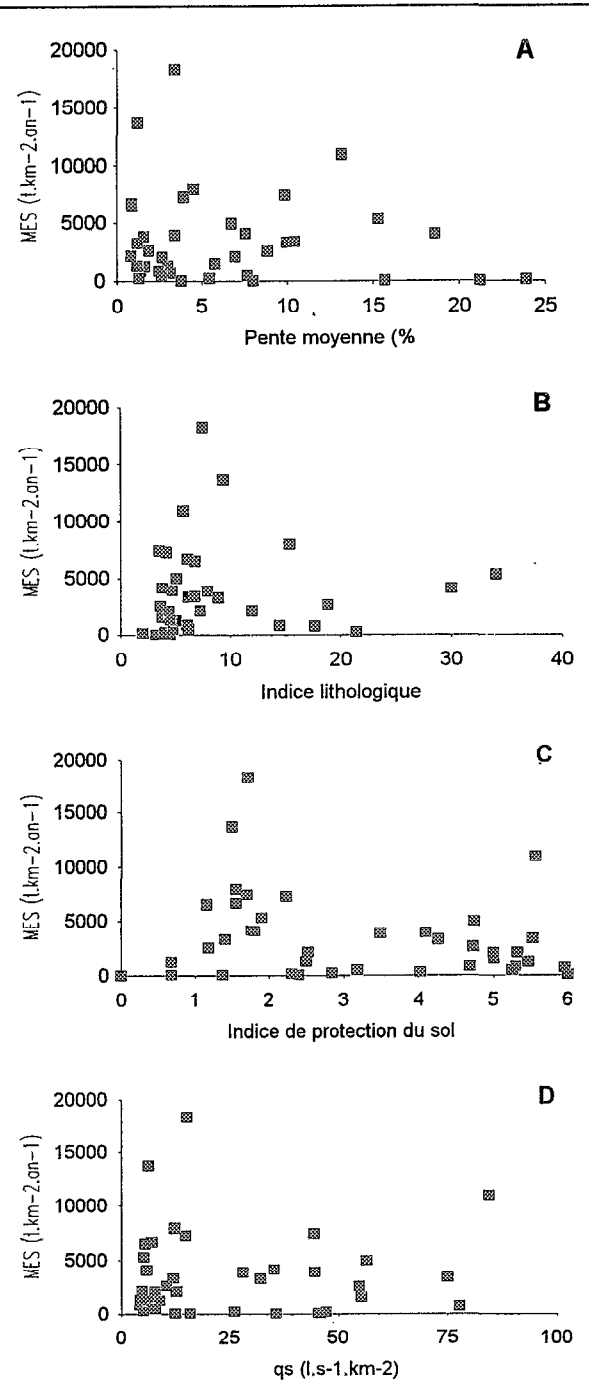 A
20000
15000
10000
5000
0
MES (t.km-2.an-1)
0 5 10 15 20 25
Pente moyenne (%
B
20000
15000
10000
5000
0
MES (t.km-2.an-1)
0 10 20 30 40
Indice lithologique
C
20000
15000
10000
5000
0
MES (t.km-2.an-1)
0 1 2 3 4 5 6
Indice de protection du sol
D
20000
15000
10000
5000
0
MES (t.km-2.an-1)
0 25 50 75 100
qs (l.s-1.km-2)